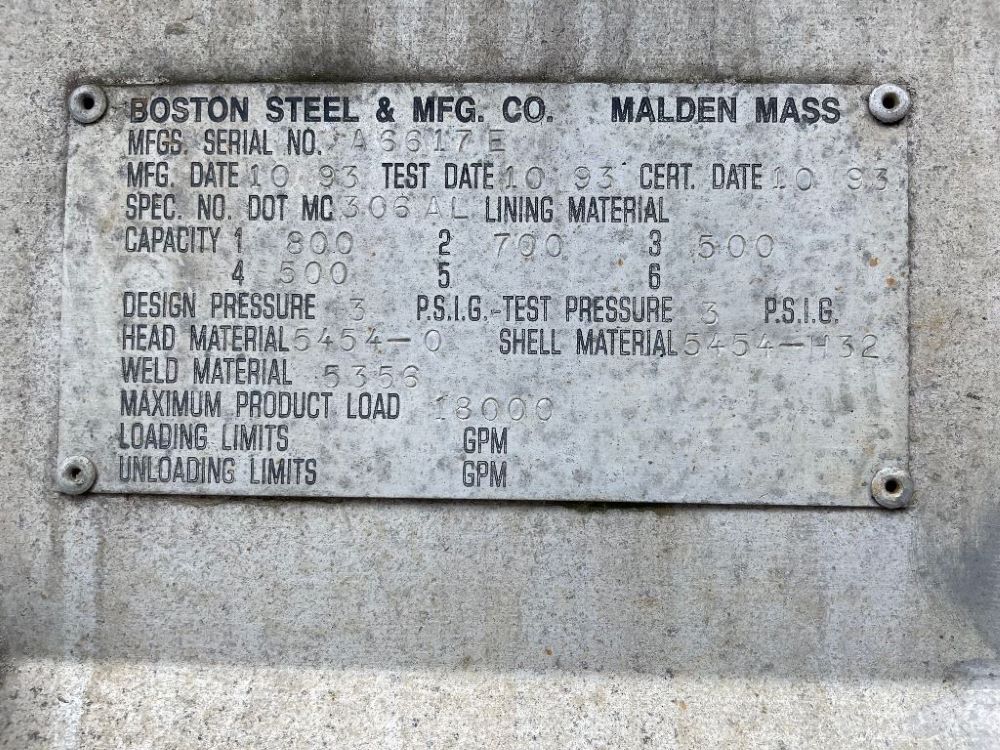 BOSTON STEEL & MFG. CO. MALDEN MASS
MFGS. SERIAL NO. A6617E
MFG. DATE 10 93 TEST DATE 10 93 CERT. DATE 10 93
SPEC. NO. DOT MC 306AL LINING MATERIAL
CAPACITY 1 800 2 700 3 500
4 500 5 6
DESIGN PRESSURE 3 P.S.I.G.-TEST PRESSURE 3 P.S.I.G.
HEAD MATERIAL 5454-0 SHELL MATERIAL 5454-H32
WELD MATERIAL 5356
MAXIMUM PRODUCT LOAD 18000
LOADING LIMITS GPM
UNLOADING LIMITS GPM